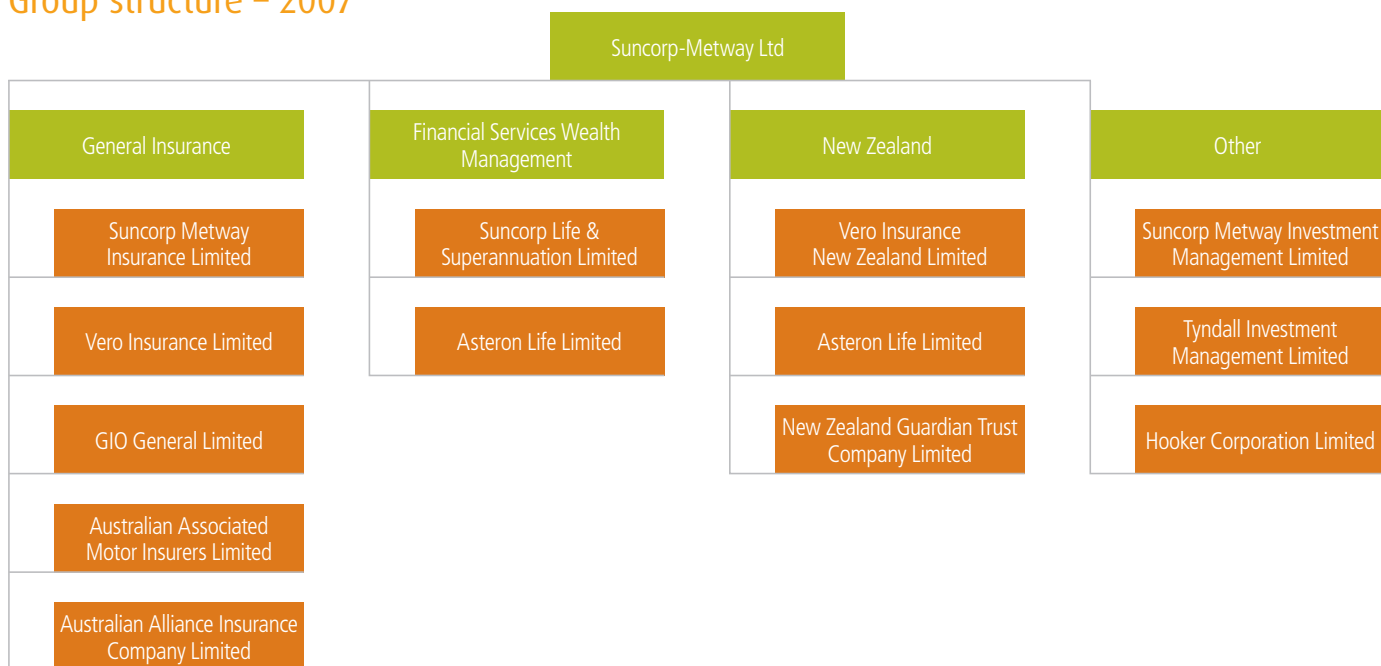 Group structure – 2007
Suncorp-Metway Ltd
General Insurance
Financial Services Wealth
Management
New Zealand
Other
Suncorp Metway
Insurance Limited
Suncorp Life &
Superannuation Limited
Vero Insurance
New Zealand Limited
Suncorp Metway Investment
Management Limited
Vero Insurance Limited
Asteron Life Limited
Asteron Life Limited
Tyndall Investment
Management Limited
GIO General Limited
New Zealand Guardian Trust
Company Limited
Hooker Corporation Limited
Australian Associated
Motor Insurers Limited
Australian Alliance Insurance
Company Limited